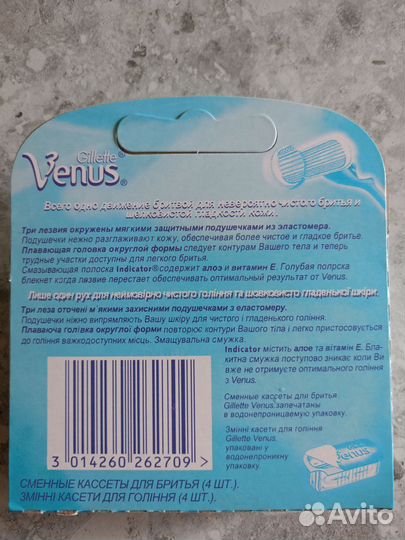 Gillette
Venus®
Всего одно движение бритвой для невероятно чистого бритья и
шелковистой гладкости кожи.
Три лезвия окружены мягкими защитными подушечками из эластомера.
Подушечки нежно разглаживают кожу, обеспечивая более чистое и гладкое бритье.
Плавающая головка округлой формы следует контурам Вашего тела и теперь
трудные участки доступны для легкого бритья.
Смазывающая полоска Indicator® содержит алоэ и витамин Е. Голубая полоска
блекнет когда лезвие перестает обеспечивать оптимальный результат от Venus.
Лише один рух для неймовірно чистого гоління та шовковисто гладенької шкіри.
Три леза оточені м якими захисними подушечками з еластомеру.
Подушечки ніжно випрямляють Вашу шкіру для чистого і гладенького гоління.
Плаваюча голівка округлої форми повторює контури Вашого тіла і легко пристосується
до гоління важкодоступних місць. Змащувальна смужка
Indicator містить алое та вітамін Е. Бла-
китна смужка поступово зникає коли Ви
вже не отримуєте оптимального гоління
з Venus.
Сменные кассеты для бритья
Gillette Venus запечатаны
в водонепроницаемую упаковку.
Змінні касети для гоління
Gillette Venus
упаковані у
водонепроникну
упаковку.
Venus
3 014260 262709 >
СМЕННЫЕ КАССЕТЫ ДЛЯ БРИТЬЯ (4 ШТ.).
ЗМІННІ КАСЕТИ ДЛЯ ГОЛІННЯ (4 ШТ.).
Avito